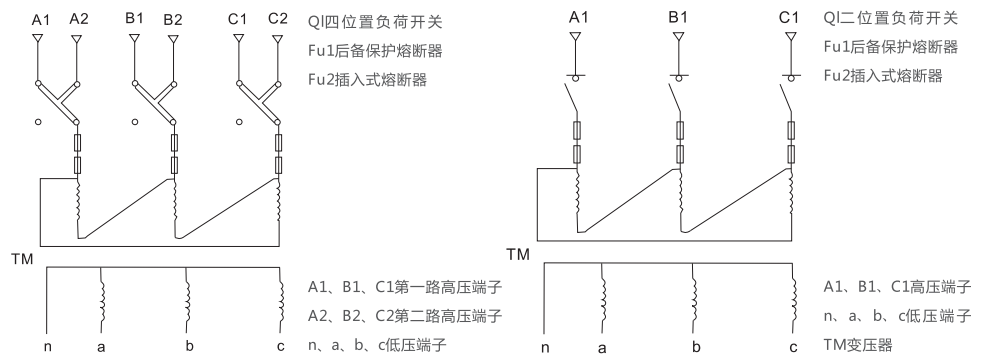 A1 A2 B1 B2 C1 C2
QI四位置负荷开关
Fu1后备保护熔断器
Fu2插入式熔断器
TM
A1、B1、C1第一路高压端子
A2、B2、C2第二路高压端子
n、a、b、c低压端子
n a b c
A1 B1 C1
QI二位置负荷开关
Fu1后备保护熔断器
Fu2插入式熔断器
TM
A1、B1、C1高压端子
n、a、b、c低压端子
TM变压器
n a b c